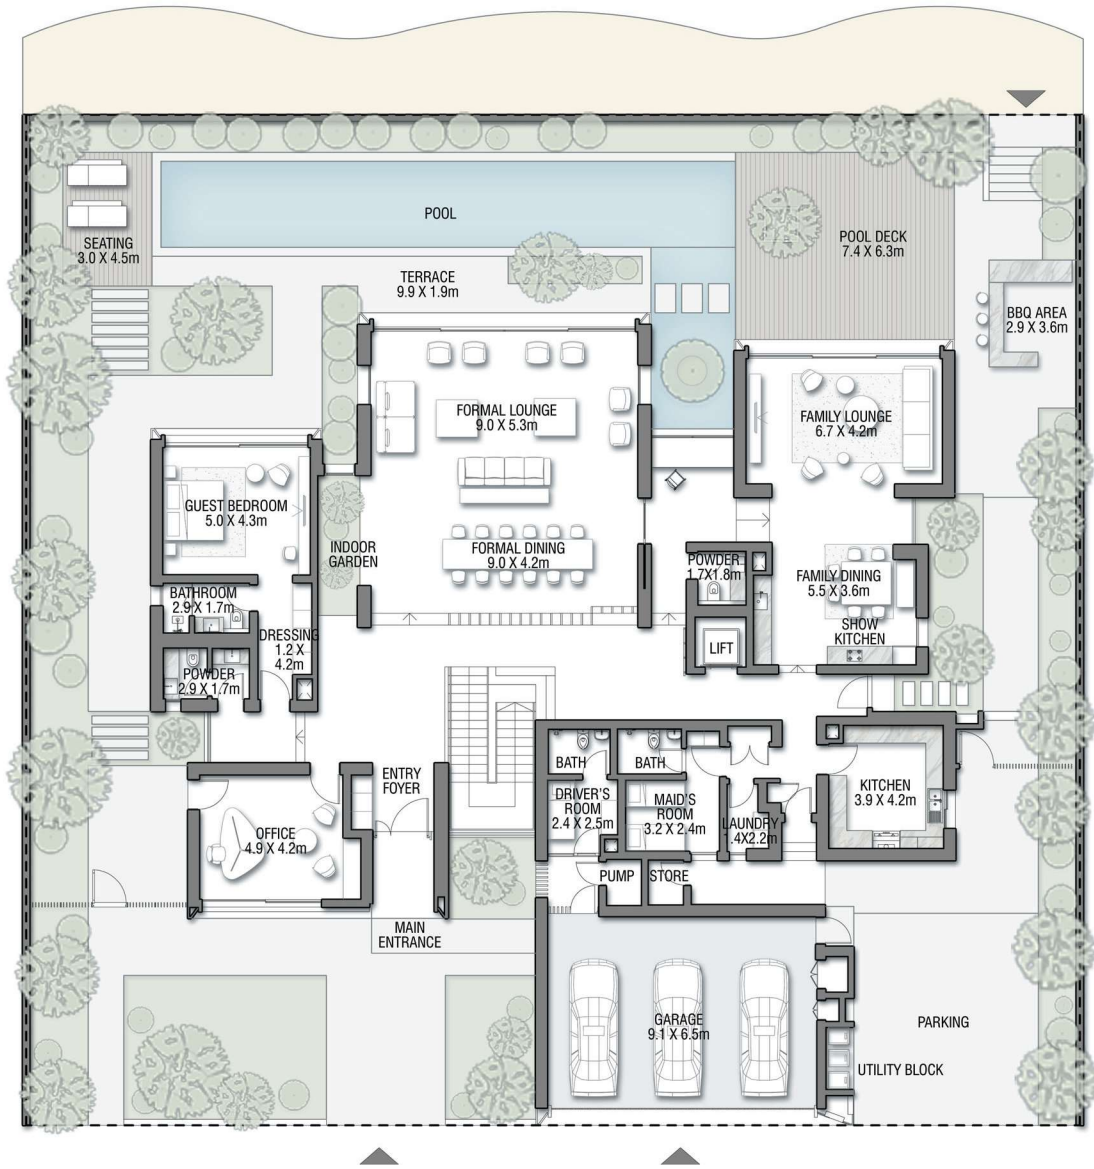 POOL
SEATING
3.0 X 4.5m
POOL DECK
7.4 X 6.3m
TERRACE
9.9 X 1.9m
BBQ AREA
2.9 X 3.6m
FORMAL LOUNGE
9.0 X 5.3m
FAMILY LOUNGE
6.7 X 4.2m
GUEST BEDROOM
5.0 X 4.3m
INDOOR
GARDEN
FORMAL DINING
9.0 X 4.2m
POWDER
1.7X1.8m
FAMILY DINING
5.5 X 3.6m
BATHROOM
2.9 X 1.7m
DRESSING
1.2 X
4.2m
SHOW
KITCHEN
LIFT
POWDER
2.9 X 1.7m
ENTRY
FOYER
BATH
BATH
DRIVER'S
ROOM
2.4 X 2.5m
MAID'S
ROOM
3.2 X 2.4m
LAUNDRY
.4X2.2m
KITCHEN
3.9 X 4.2m
OFFICE
4.9 X 4.2m
PUMP
STORE
MAIN
ENTRANCE
GARAGE
9.1 X 6.5m
PARKING
UTILITY BLOCK